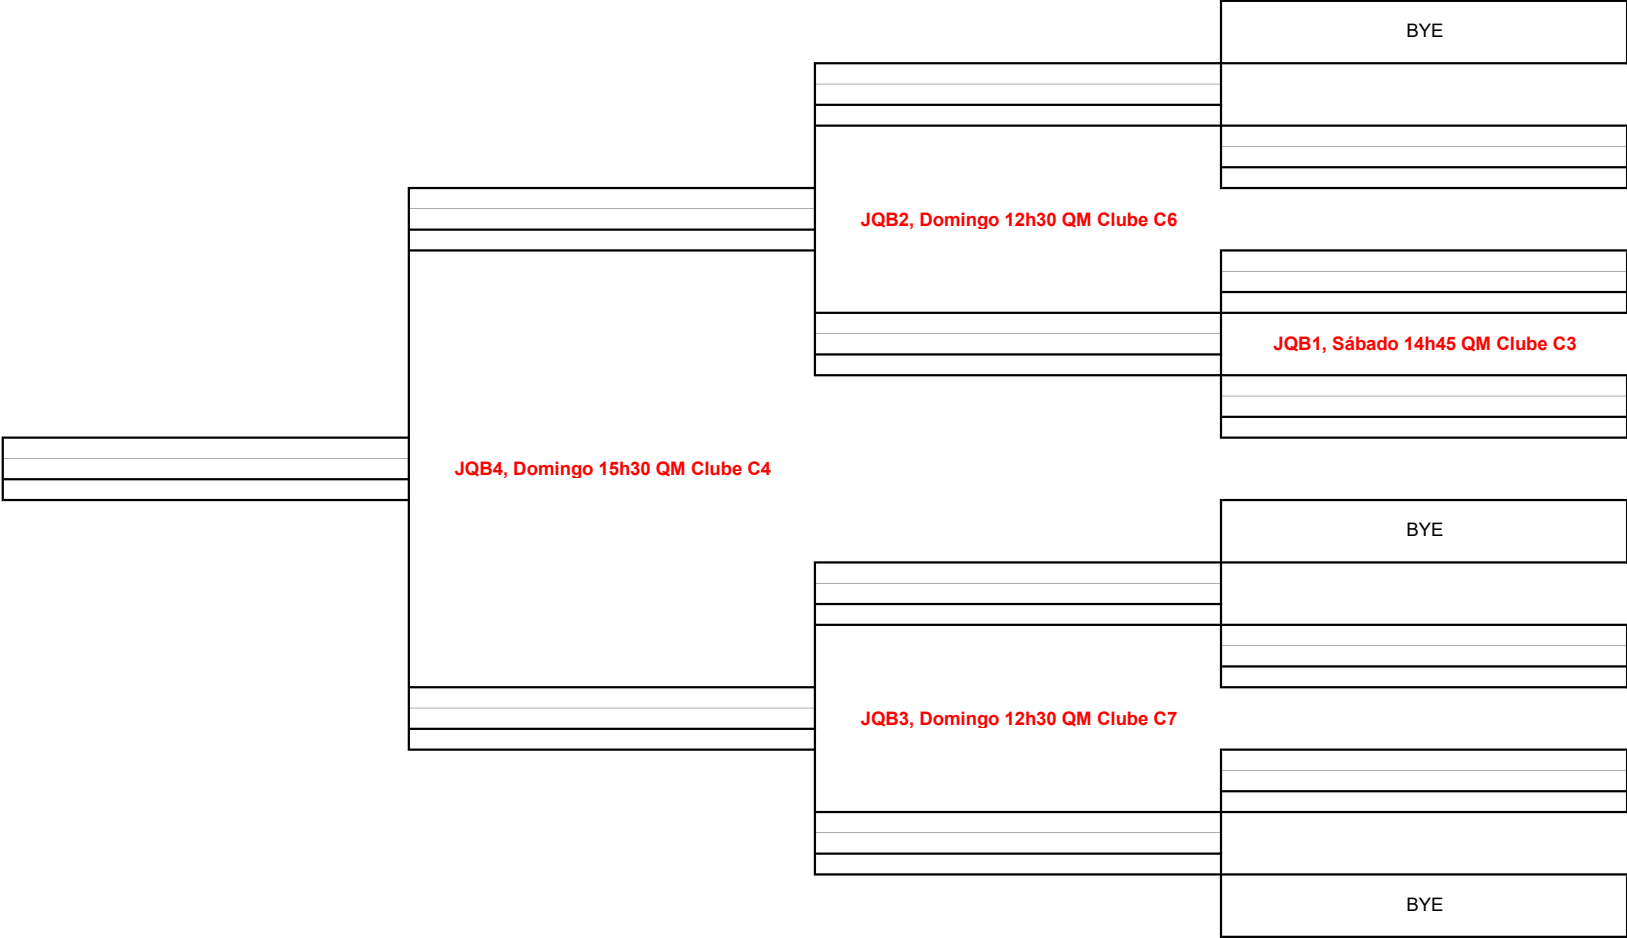 BYE
JQB2, Domingo 12h30 QM Clube C6
JQB1, Sábado 14h45 QM Clube C3
JQB4, Domingo 15h30 QM Clube C4
BYE
JQB3, Domingo 12h30 QM Clube C7
BYE